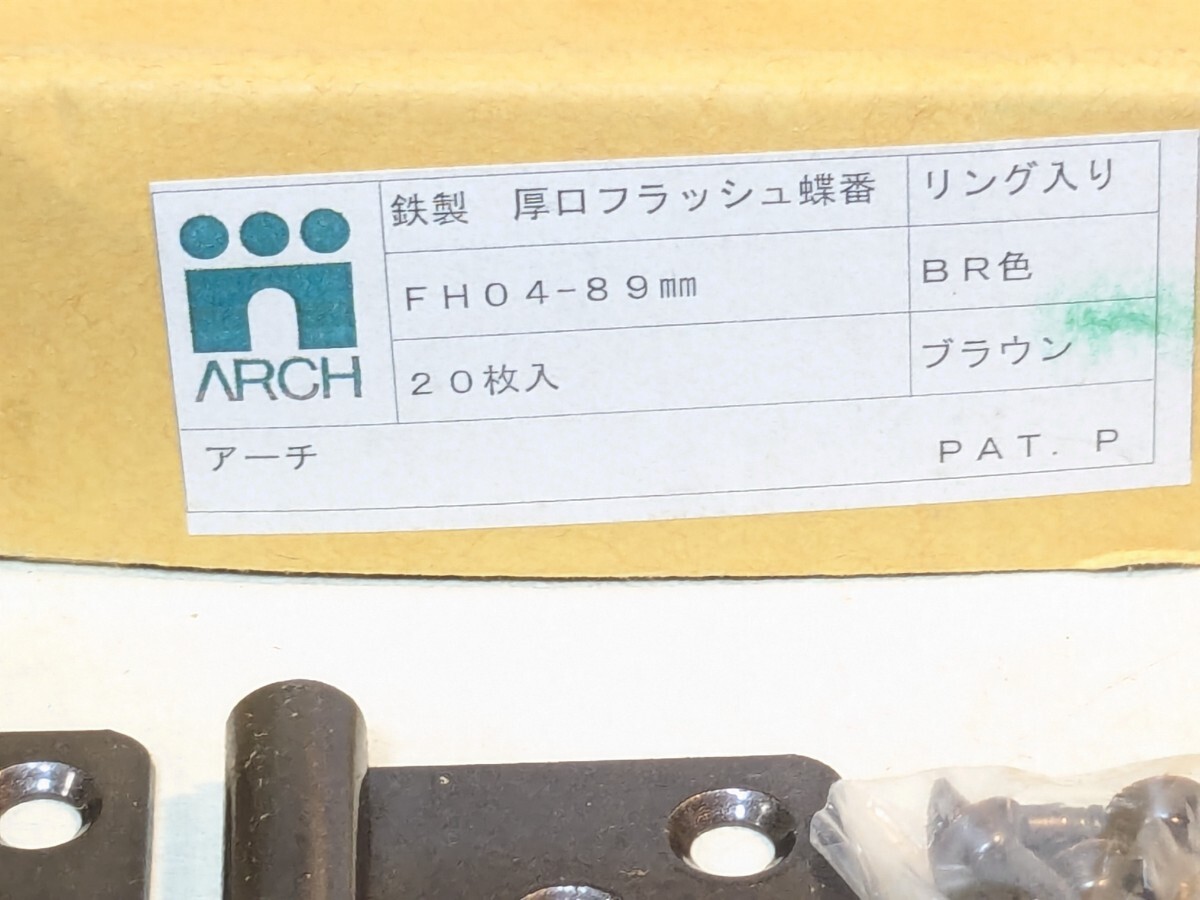 鉄製　厚口フラッシュ蝶番
リング入り
FH04-89㎜
BR色
20枚入
ブラウン
ARCH
アーチ
PAT. P